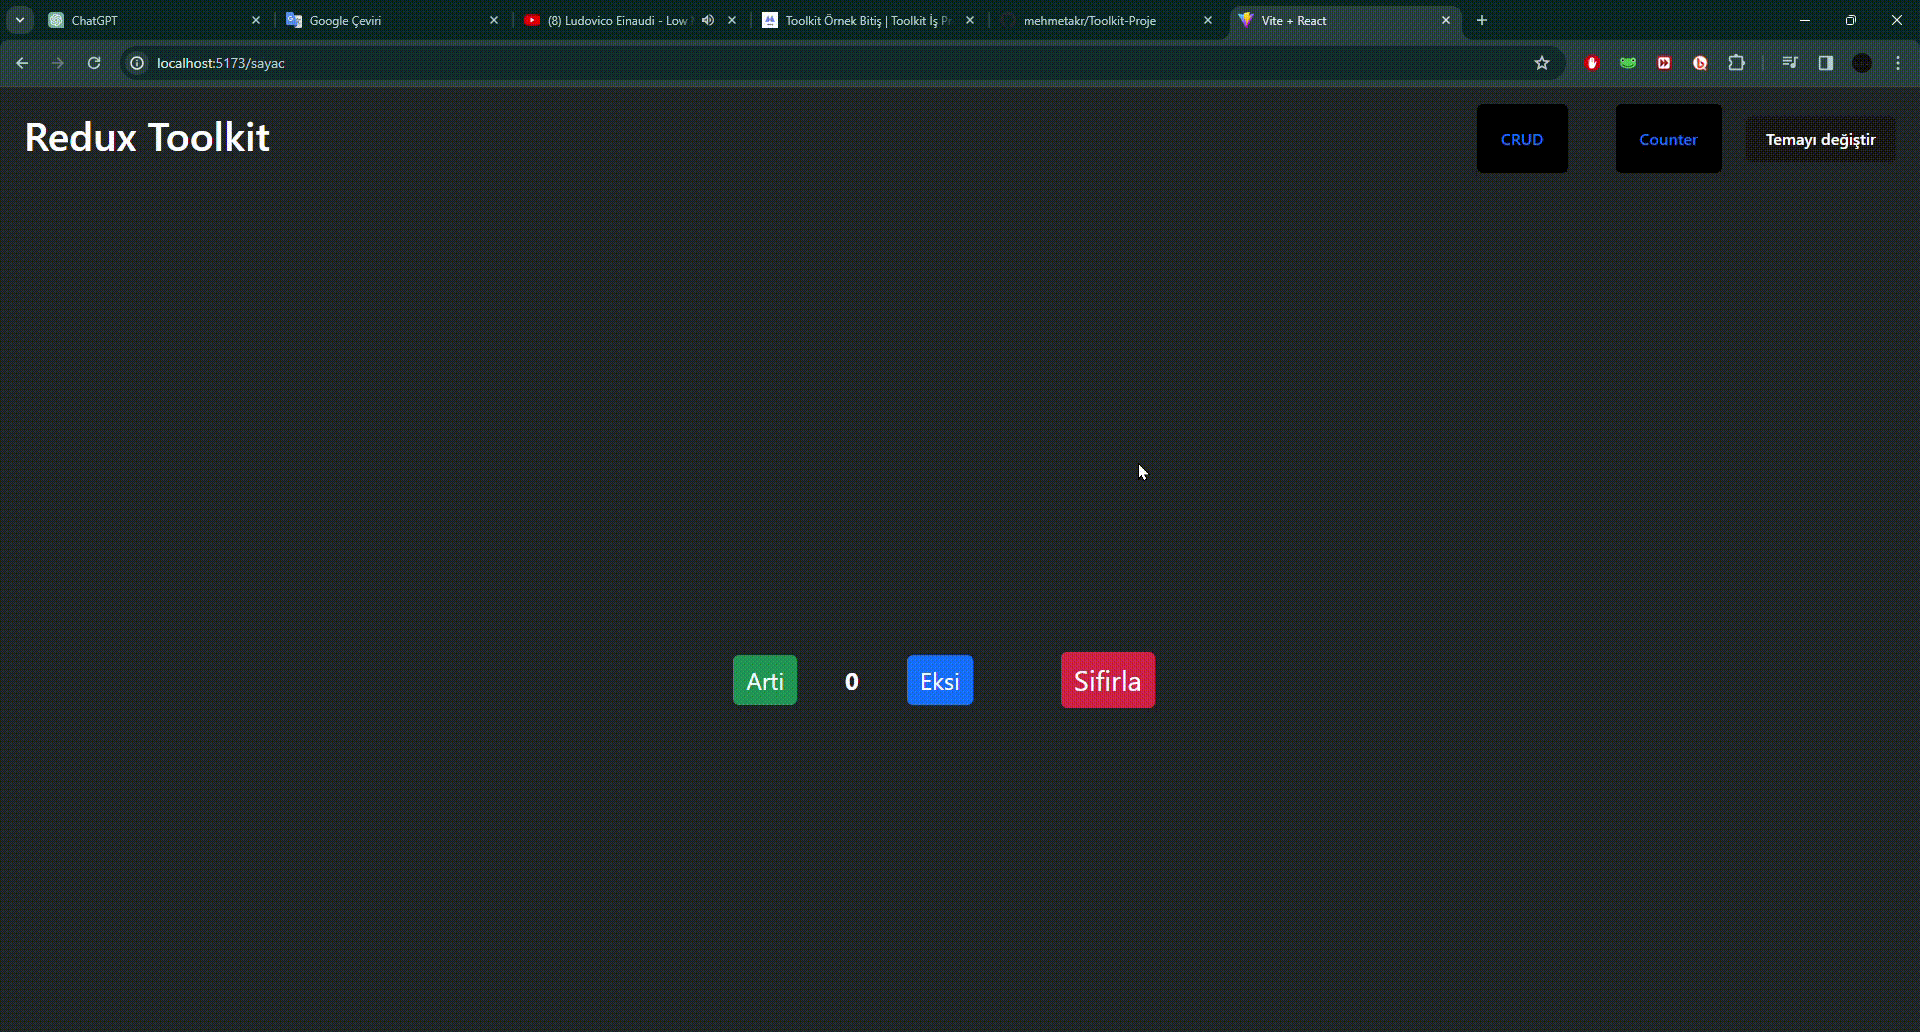 ChatGPT
Google Çeviri
(8) Ludovico Einaudi - Low
Toolkit Örnek Bitiş | Toolkit İş
mehmetakr/Toolkit-Proje
Vite + React
localhost:5173/sayac
Redux Toolkit
CRUD
Counter
Temayı değiştir
Arti
0
Eksi
Sifirla